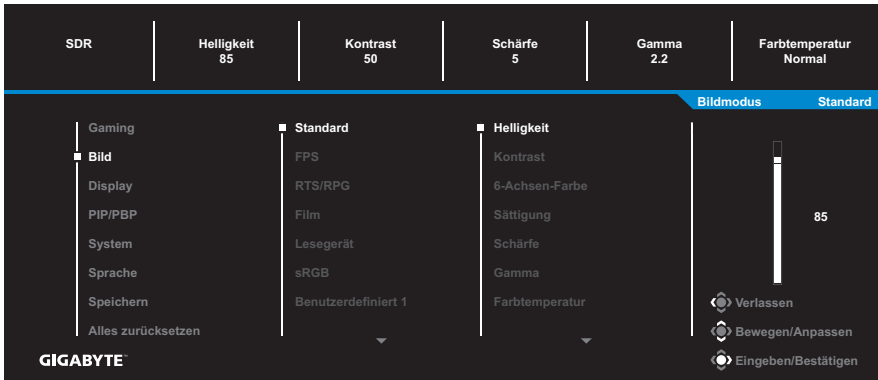 SDR
Helligkeit
85
Kontrast
50
Schärfe
5
Gamma
2.2
Farbtemperatur
Normal
Bildmodus Standard
Gaming
Bild
Display
PIP/PBP
System
Sprache
Speichern
Alles zurücksetzen
Standard
FPS
RTS/RPG
Film
Lesegerät
sRGB
Benutzerdefiniert 1
Helligkeit
Kontrast
6-Achsen-Farbe
Sättigung
Schärfe
Gamma
Farbtemperatur
85
Verlassen
Bewegen/Anpassen
Eingeben/Bestätigen
GIGABYTE™